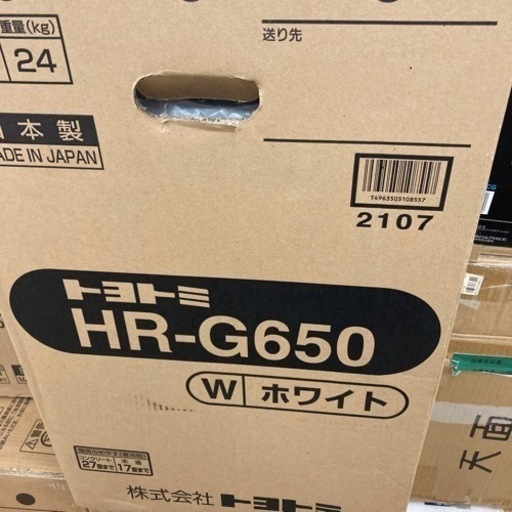 重量(kg)
24
送り先
日本製
MADE IN JAPAN
T4963505108557
2107
トヨトミ
HR-G650
W ホワイト
コンクリート 木造
27畳まで 17畳まで
株式会社 トヨトミ
天面